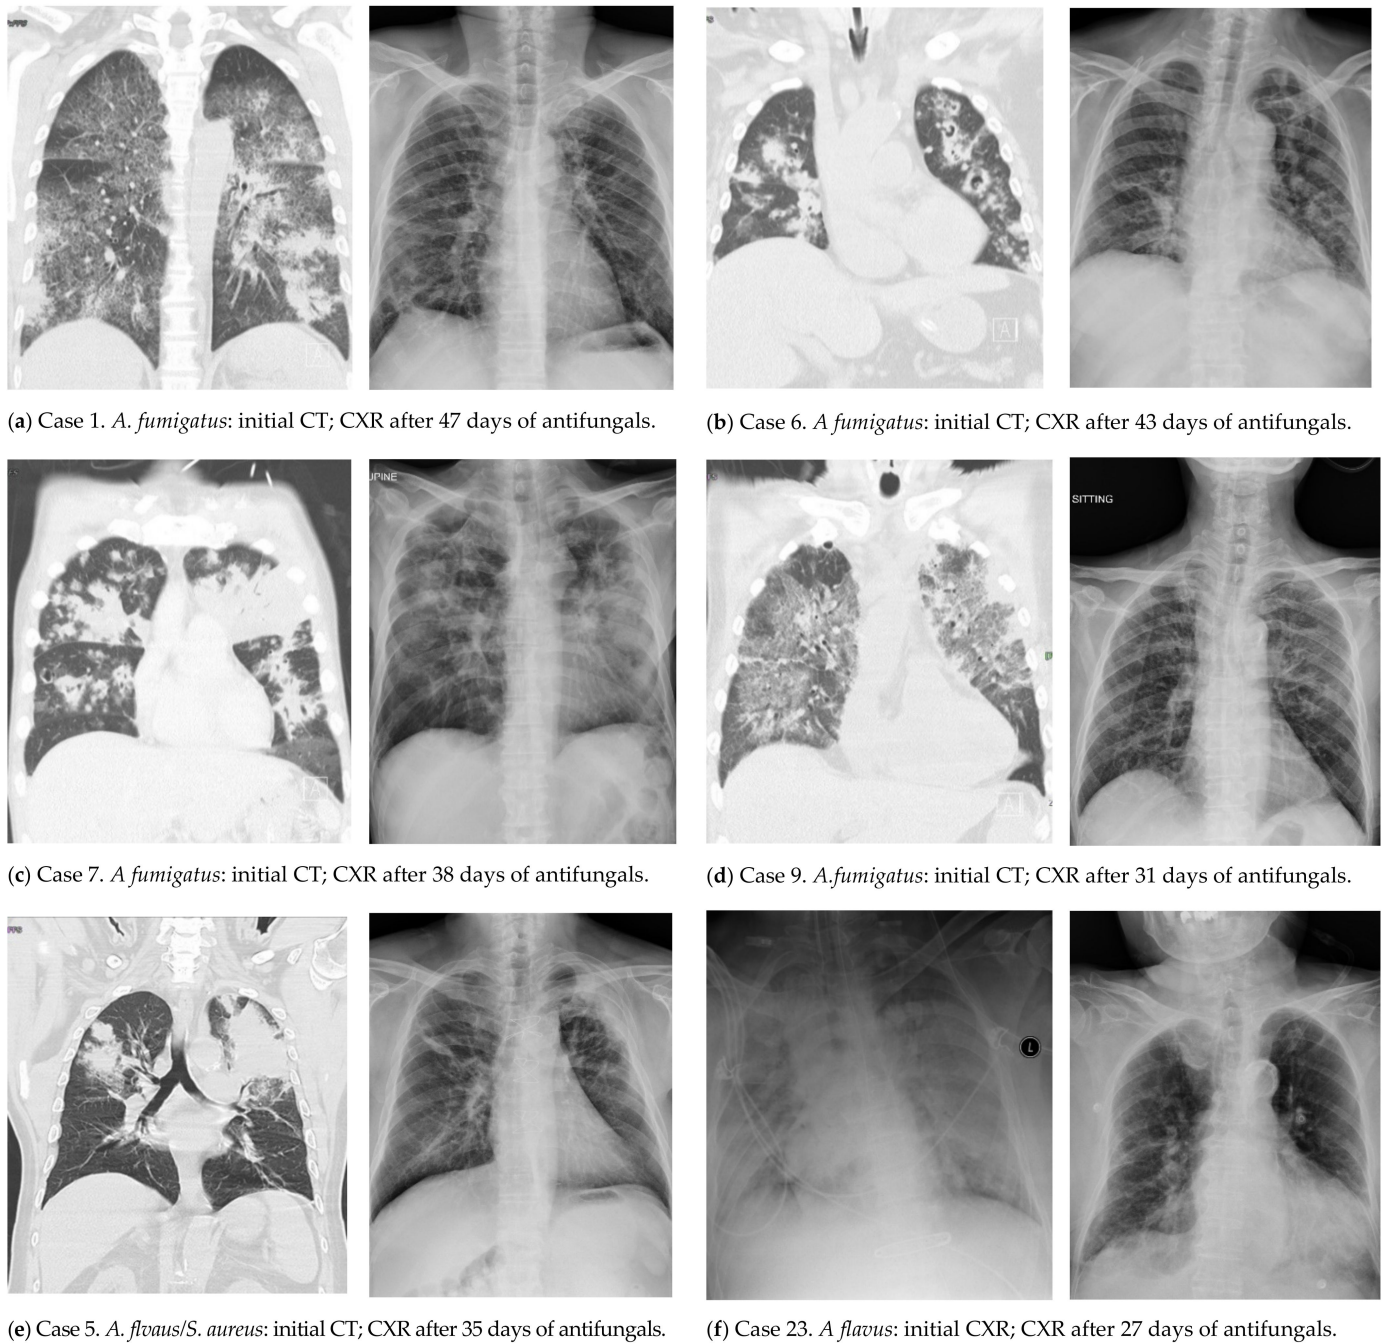 (a) Case 1. A. fumigatus: initial CT; CXR after 47 days of antifungals.
(b) Case 6. A fumigatus: initial CT; CXR after 43 days of antifungals.
UPINE
SITTING
A
A
A
A
(c) Case 7. A fumigatus: initial CT; CXR after 38 days of antifungals.
(d) Case 9. A.fumigatus: initial CT; CXR after 31 days of antifungals.
L
(e) Case 5. A. flvaus/S. aureus: initial CT; CXR after 35 days of antifungals.
(f) Case 23. A flavus: initial CXR; CXR after 27 days of antifungals.